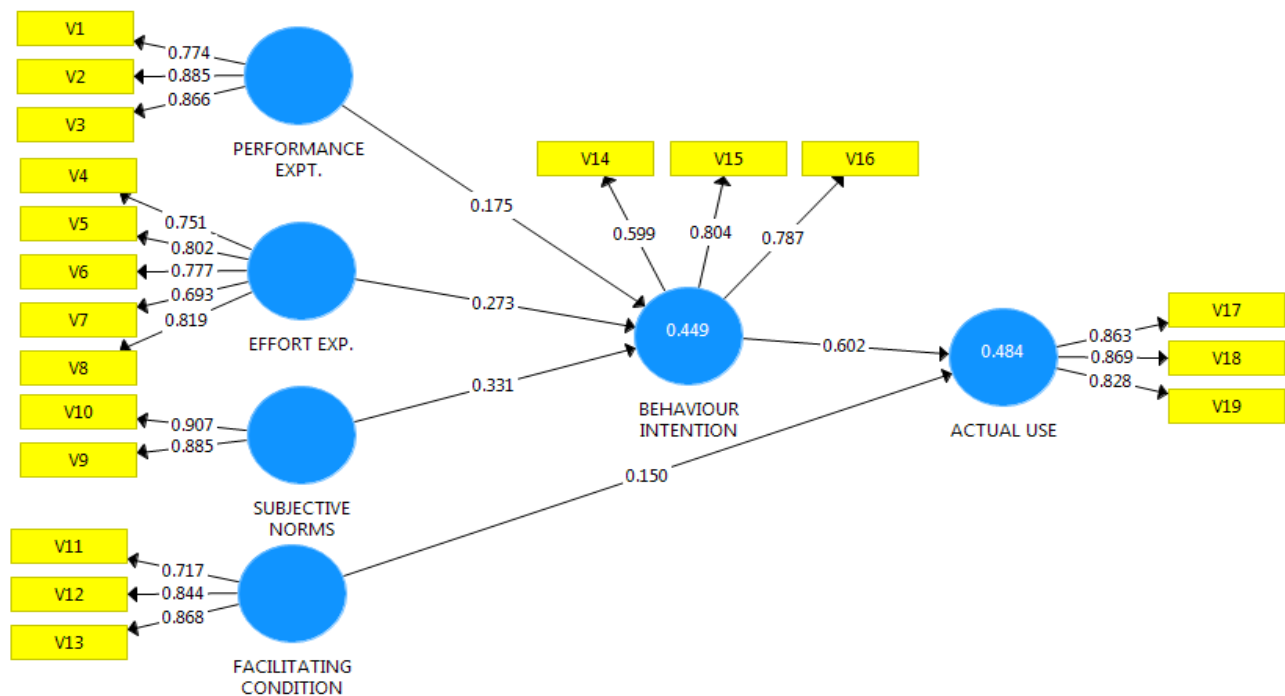 V1
0.774
V2
0.885
V3
0.866
PERFORMANCE
EXPT.
V4
0.751
V5
0.802
V6
0.777
V7
0.693
V8
0.819
EFFORT EXP.
V10
0.907
V9
0.885
SUBJECTIVE
NORMS
V11
0.717
V12
0.844
V13
0.868
FACILITATING
CONDITION
0.175
0.273
0.331
0.150
V14
V15
V16
0.599
0.804
0.787
0.449
BEHAVIOUR
INTENTION
0.602
0.484
ACTUAL USE
0.863
V17
0.869
V18
0.828
V19